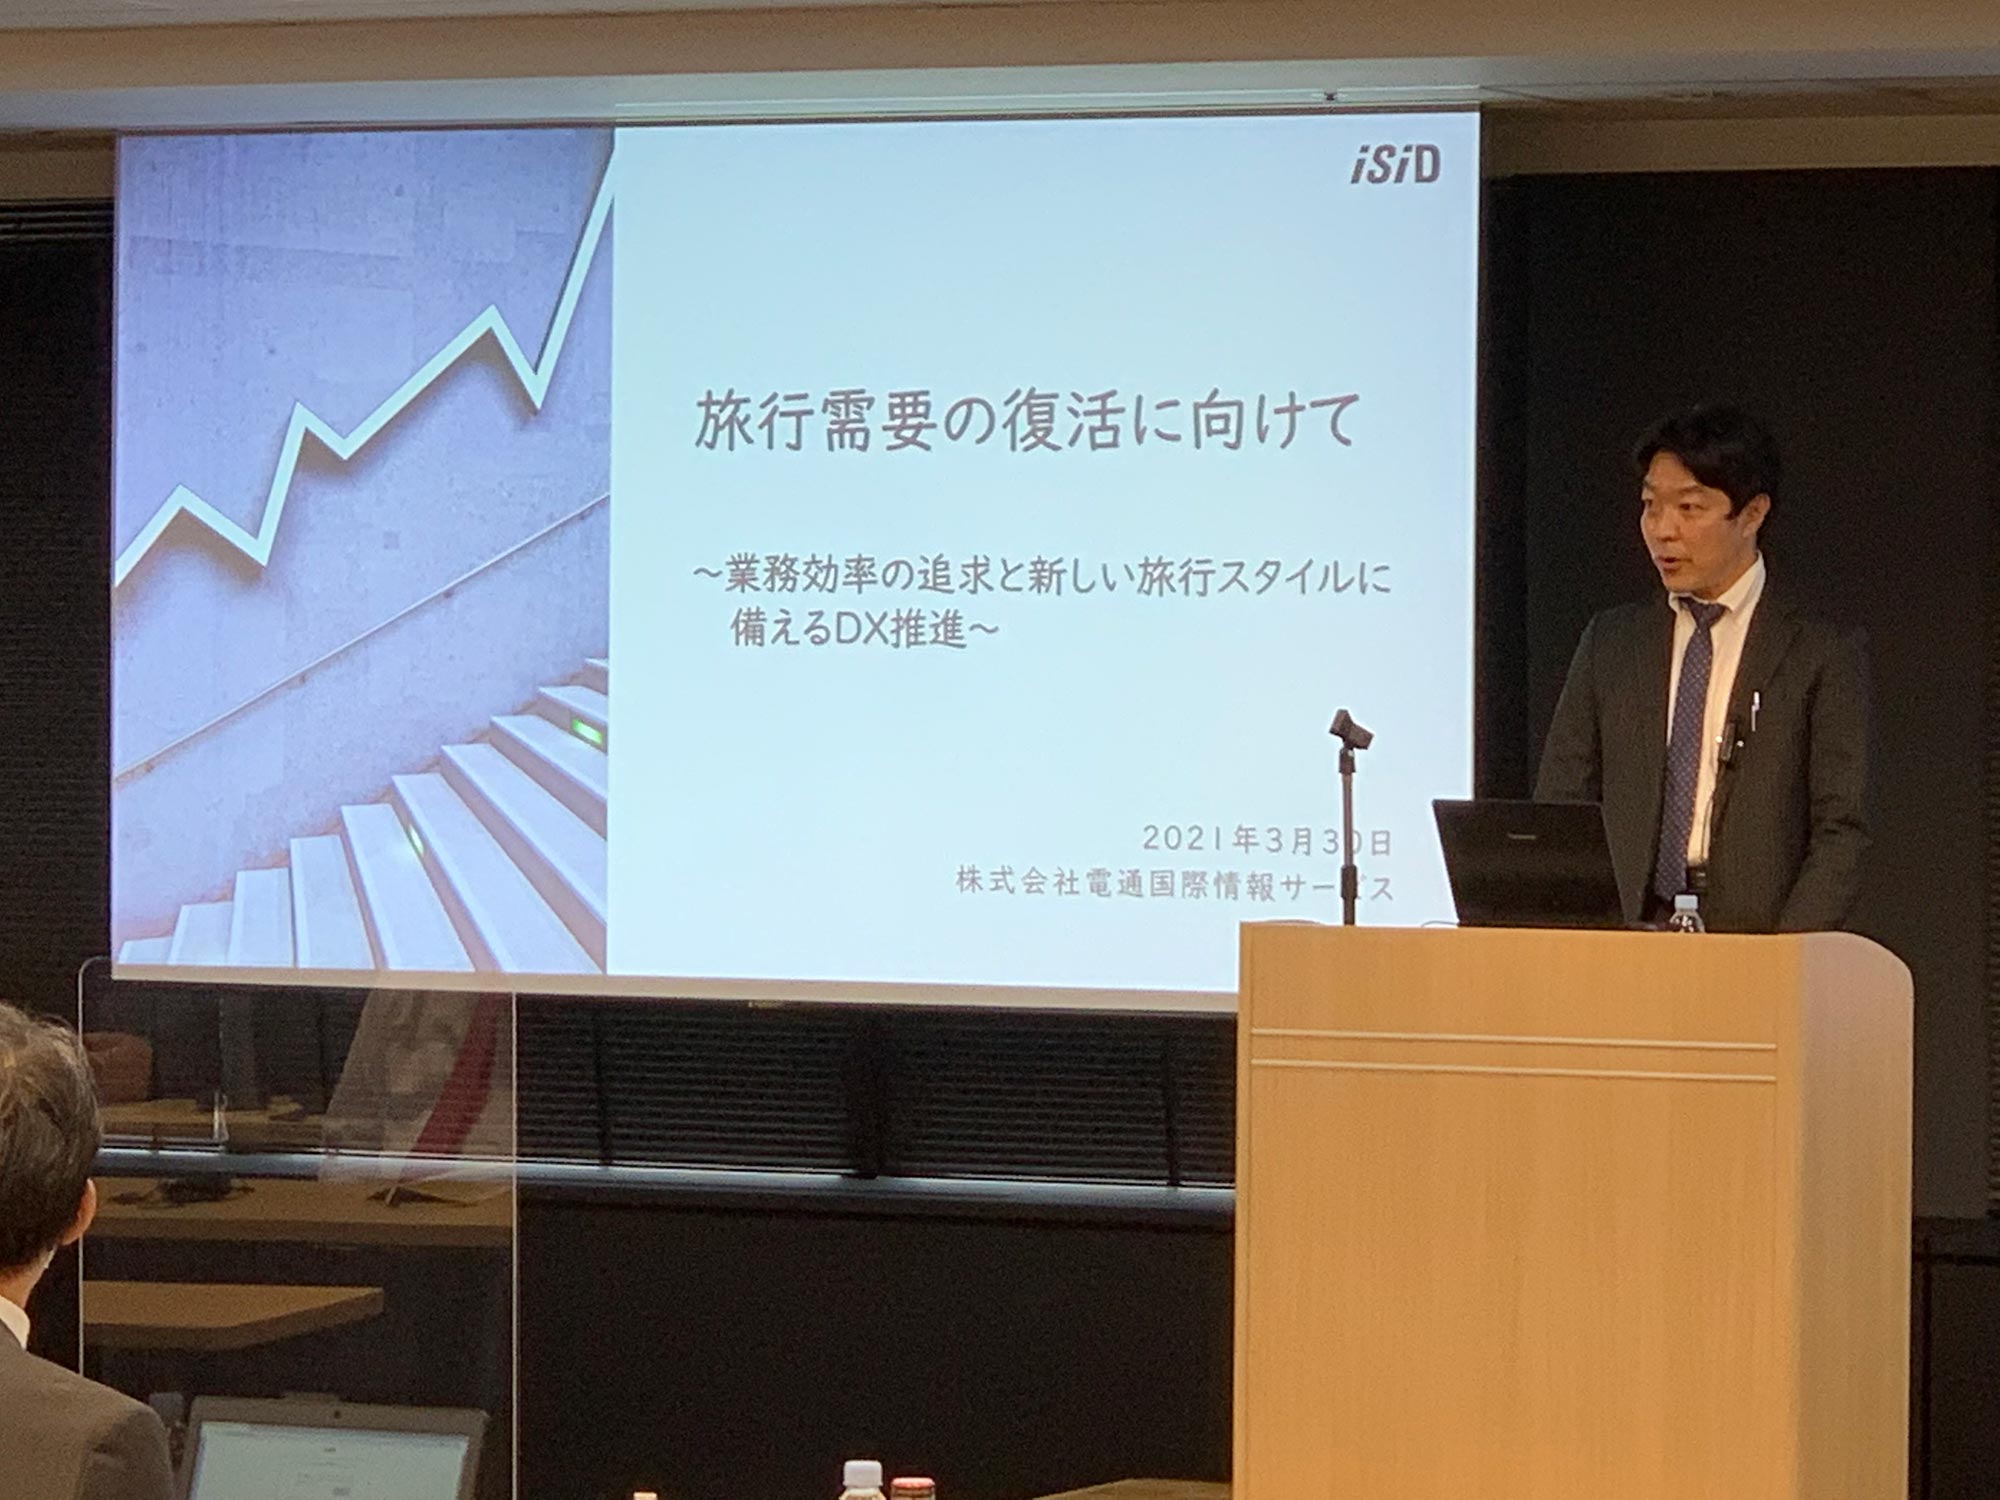 iSiD
旅行需要の復活に向けて
～業務効率の追求と新しい旅行スタイルに
備えるDX推進～
2021年3月30日
株式会社電通国際情報サービス